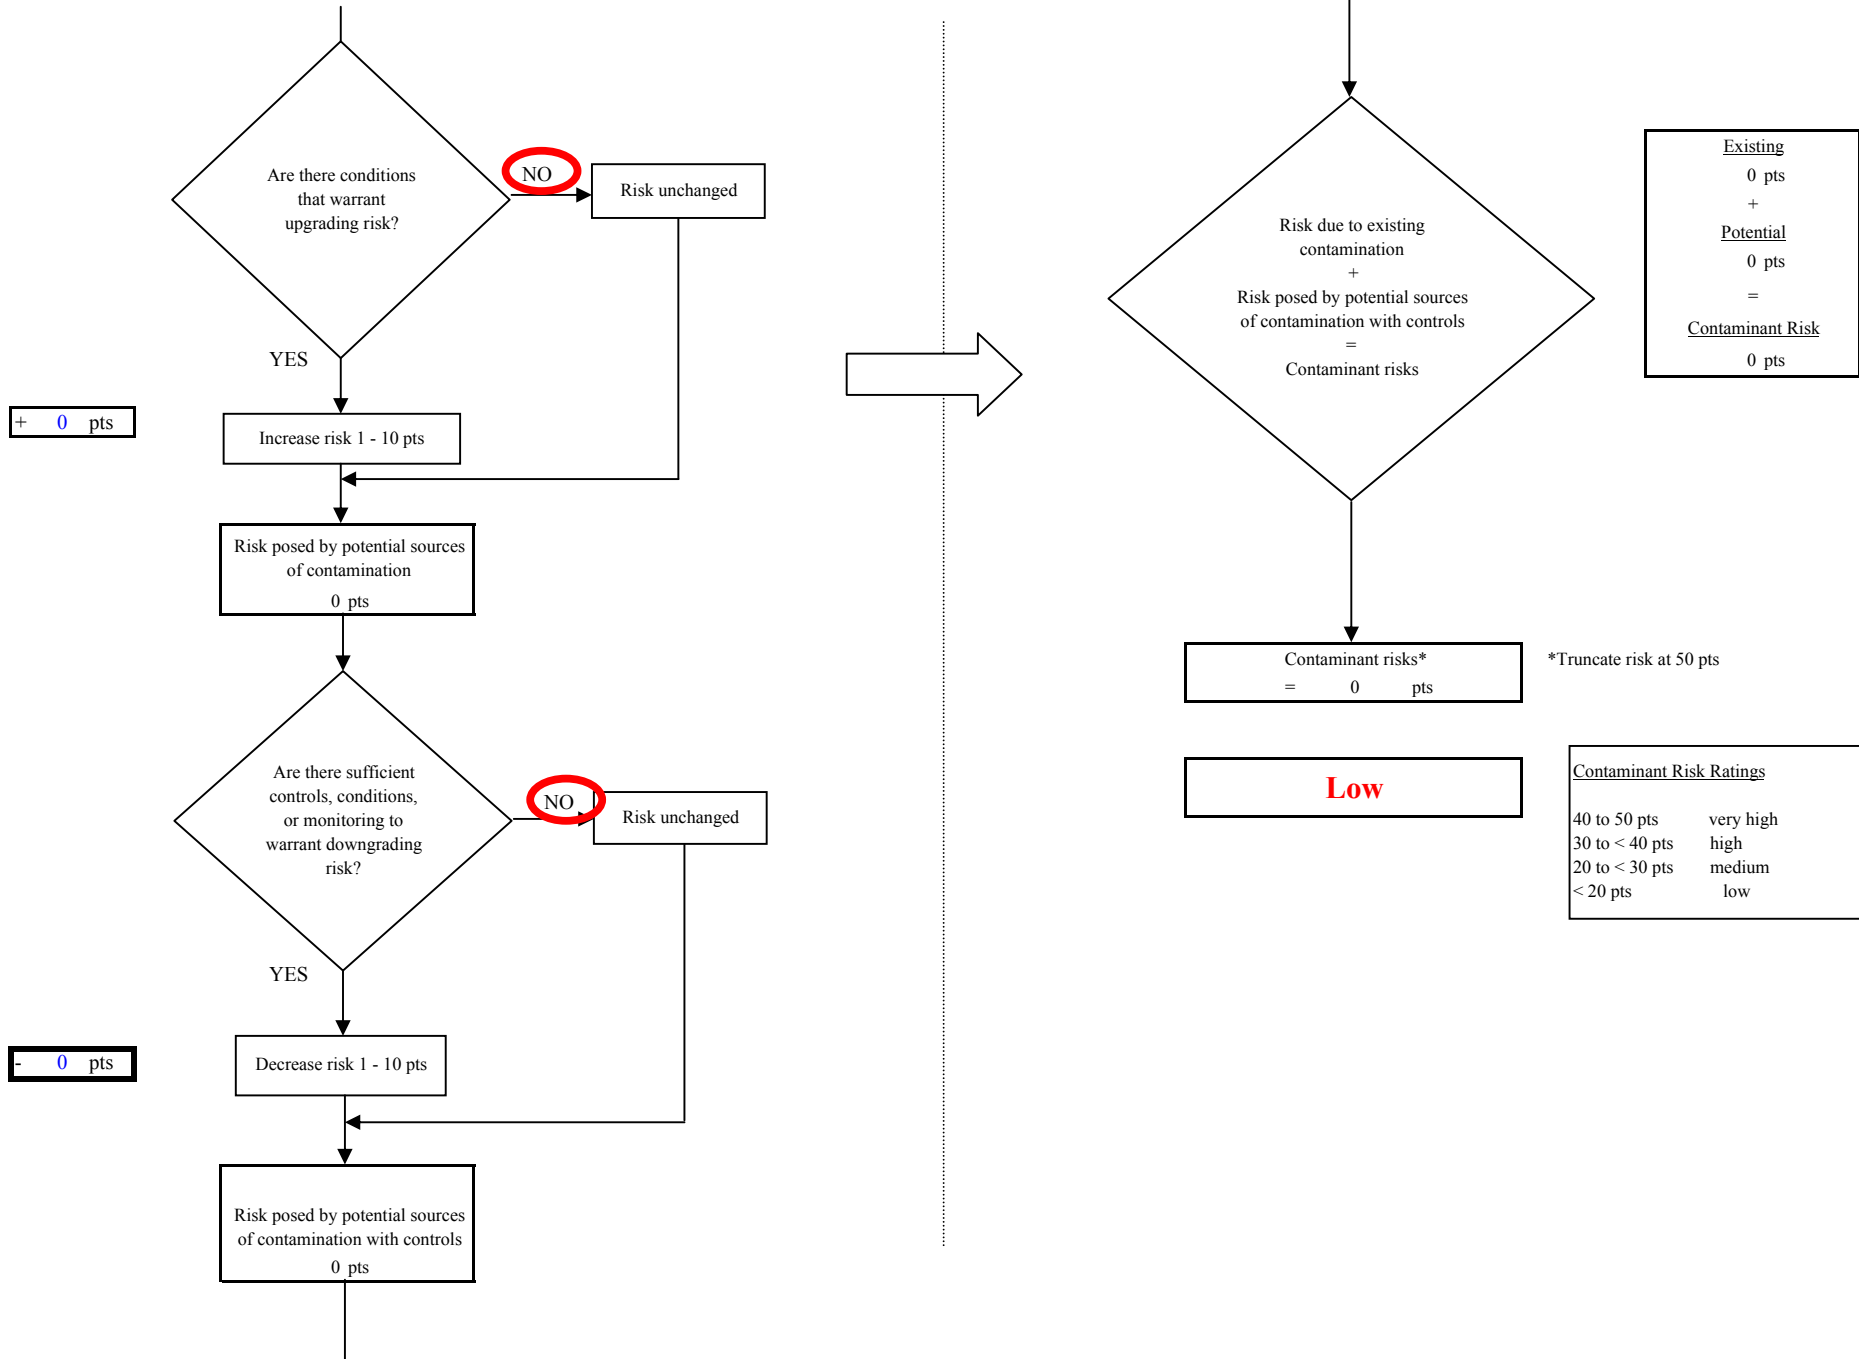 Are there conditions
that warrant
upgrading risk?
NO
Risk unchanged
YES
+ 0 pts
Increase risk 1 - 10 pts
Risk posed by potential sources
of contamination
0 pts
Are there sufficient
controls, conditions,
or monitoring to
warrant downgrading
risk?
NO
Risk unchanged
YES
- 0 pts
Decrease risk 1 - 10 pts
Risk posed by potential sources
of contamination with controls
0 pts
Risk due to existing
contamination
+
Risk posed by potential sources
of contamination with controls
=
Contaminant risks
Existing
0 pts
+
Potential
0 pts
=
Contaminant Risk
0 pts
Contaminant risks*
= 0 pts
*Truncate risk at 50 pts
Low
Contaminant Risk Ratings
40 to 50 pts very high
30 to < 40 pts high
20 to < 30 pts medium
< 20 pts low